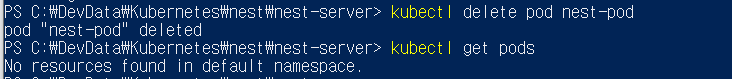 PS C:₩DevData₩Kubernetes₩nest₩nest-server> kubectl delete pod nest-pod
pod "nest-pod" deleted
PS C:₩DevData₩Kubernetes₩nest₩nest-server> kubectl get pods
No resources found in default namespace.